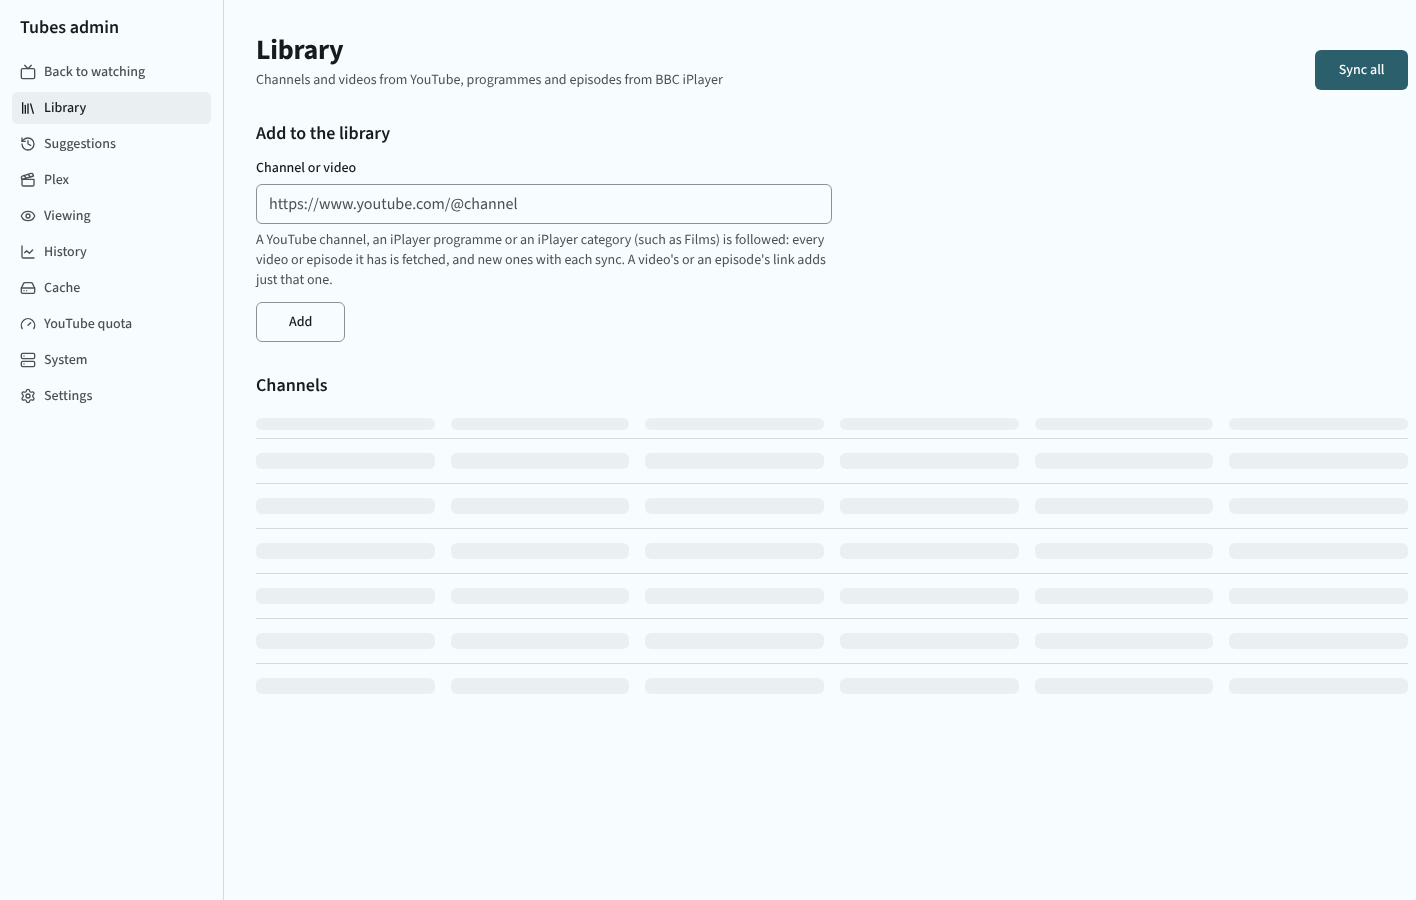 Tubes admin
Back to watching
Library
Suggestions
Plex
Viewing
History
Cache
YouTube quota
System
Settings
Library
Channels and videos from YouTube, programmes and episodes from BBC iPlayer
Sync all
Add to the library
Channel or video
https://www.youtube.com/@channel
A YouTube channel, an iPlayer programme or an iPlayer category (such as Films) is followed: every
video or episode it has is fetched, and new ones with each sync. A video's or an episode's link adds
just that one.
Add
Channels